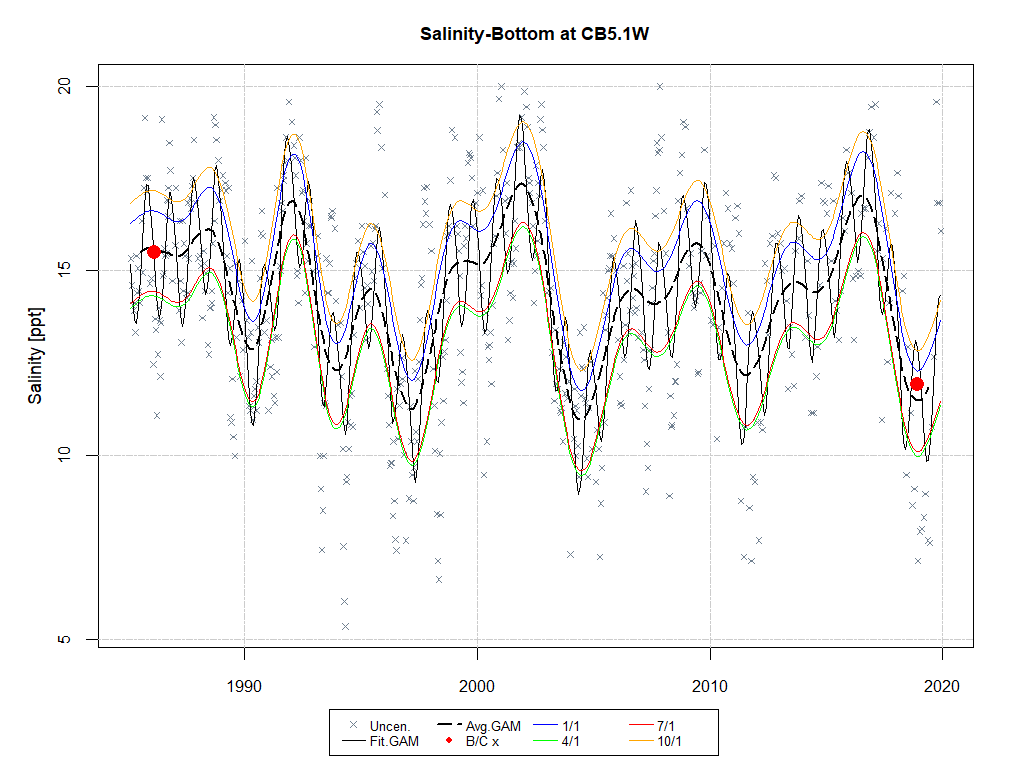 Salinity-Bottom at CB5.1W
Salinity [ppt]
20
15
10
5
1990 2000 2010 2020
Uncen. Avg.GAM 1/1 7/1
Fit.GAM B/C x 4/1 10/1